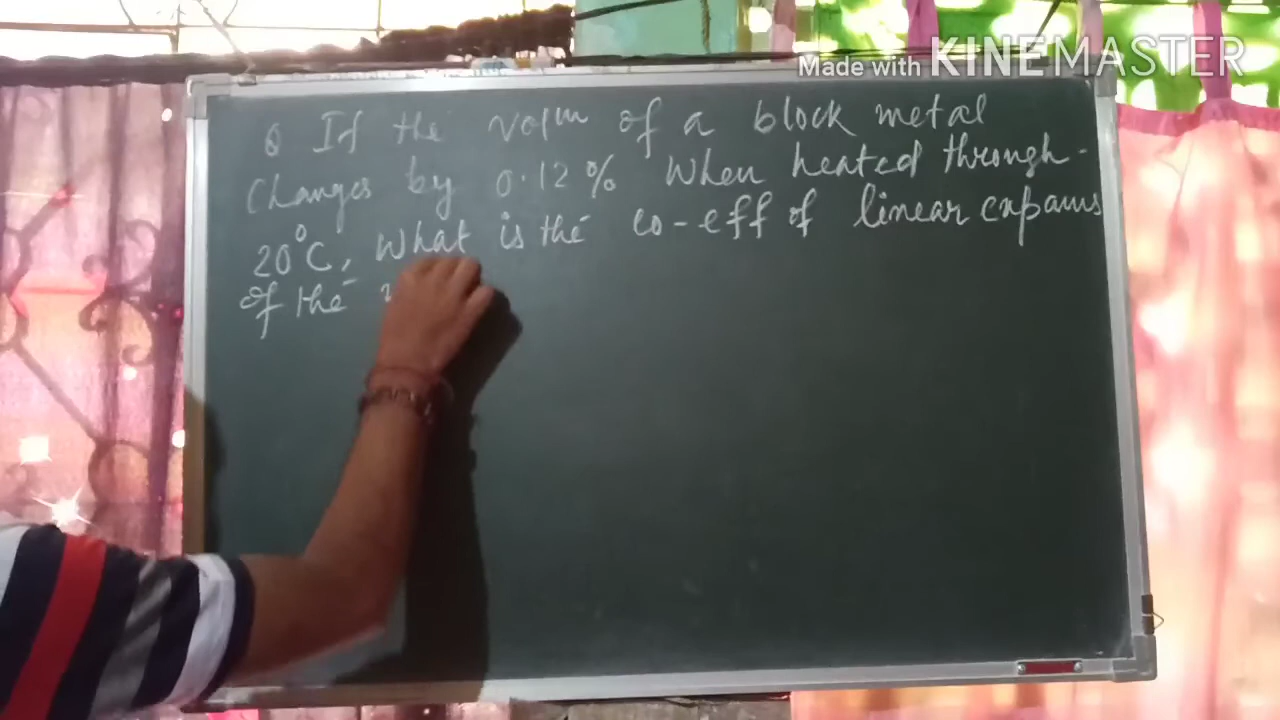 Made with KINEMASTER
Q If the volm of a block metal
Changes by 0.12% When heated through-
20°C, What is the co-eff of linear expans
of the